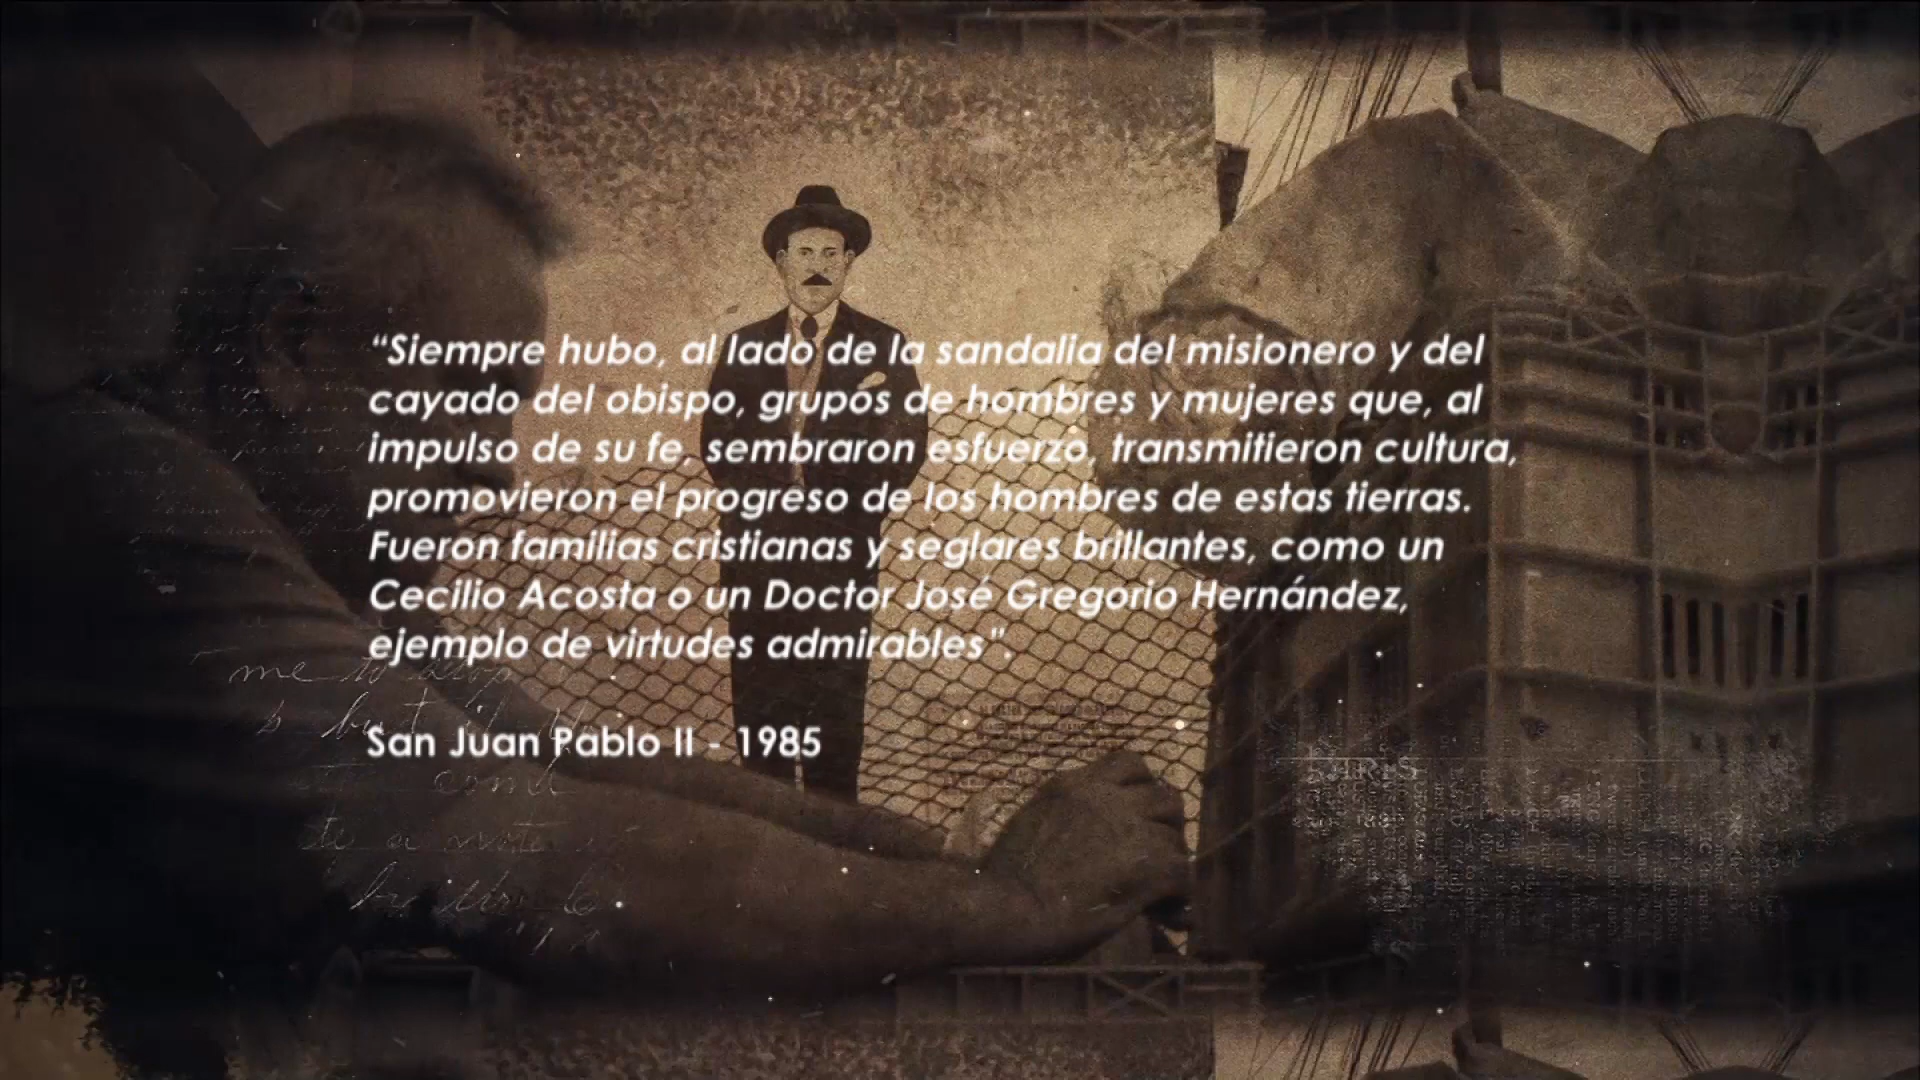 “Siempre hubo, al lado de la sandalia del misionero y del
cayado del obispo, grupos de hombres y mujeres que, al
impulso de su fe, sembraron esfuerzo, transmitieron cultura,
promovieron el progreso de los hombres de estas tierras.
Fueron familias cristianas y seglares brillantes, como un
Cecilio Acosta o un Doctor José Gregorio Hernández,
ejemplo de virtudes admirables”.
San Juan Pablo II - 1985